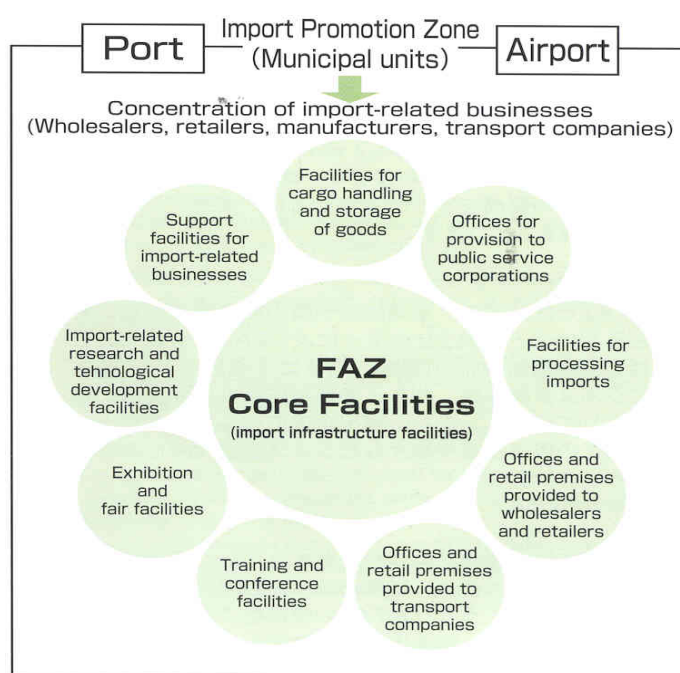 Port
Import Promotion Zone
(Municipal units)
Airport
Concentration of import-related businesses
(Wholesalers, retailers, manufacturers, transport companies)
Facilities for
cargo handling
and storage
of goods
Offices for
provision to
public service
corporations
Facilities for
processing
imports
Offices and
retail premises
provided to
wholesalers
and retailers
Offices and
retail premises
provided to
transport
companies
Training and
conference
facilities
Exhibition
and
fair facilities
Import-related
research and
tehnological
development
facilities
Support
facilities for
import-related
businesses
FAZ
Core Facilities
(import infrastructure facilities)